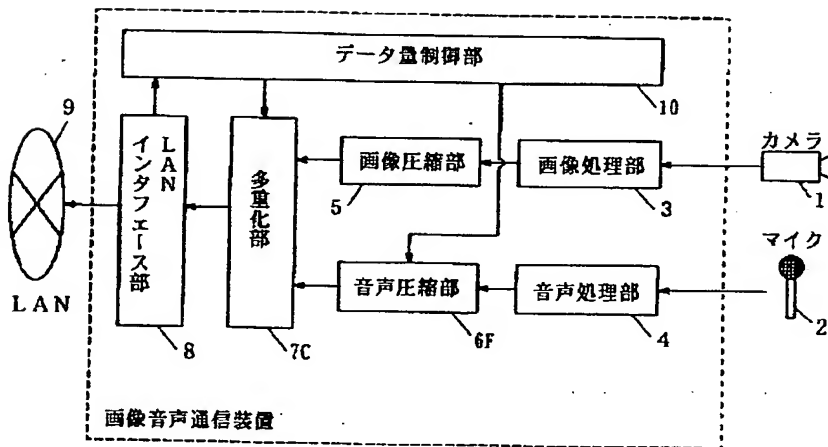 データ量制御部
10
9
LAN
LAN
インタフェース部
8
多重化部
7C
画像圧縮部
5
画像処理部
3
カメラ
1
音声圧縮部
6F
音声処理部
4
マイク
2
画像音声通信装置